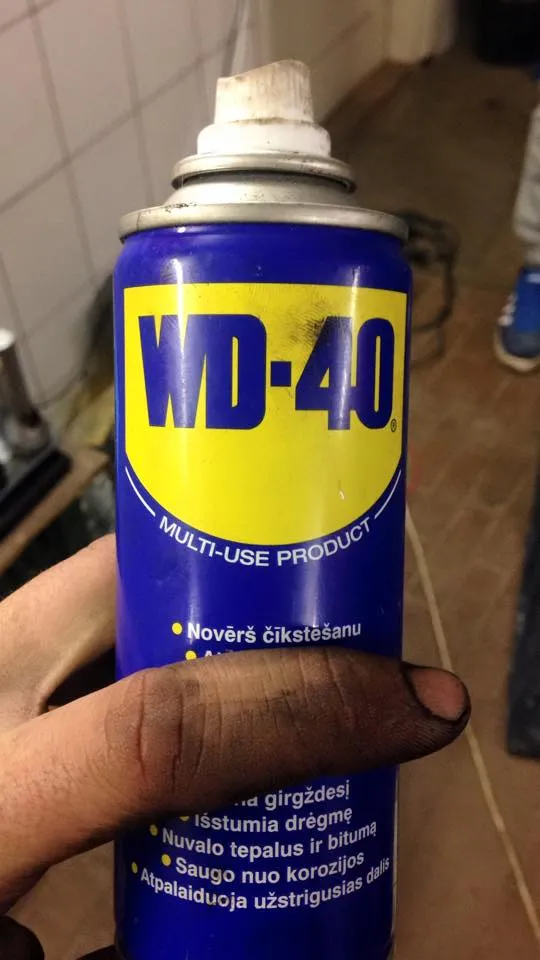 WD-40
®
MULTI-USE PRODUCT
Novērš čīkstēšanu
girgždesį
Išstumia drėgmę
Nuvalo tepalus ir bitumą
Saugo nuo korozijos
Atpalaiduoja užstrigusias dalis